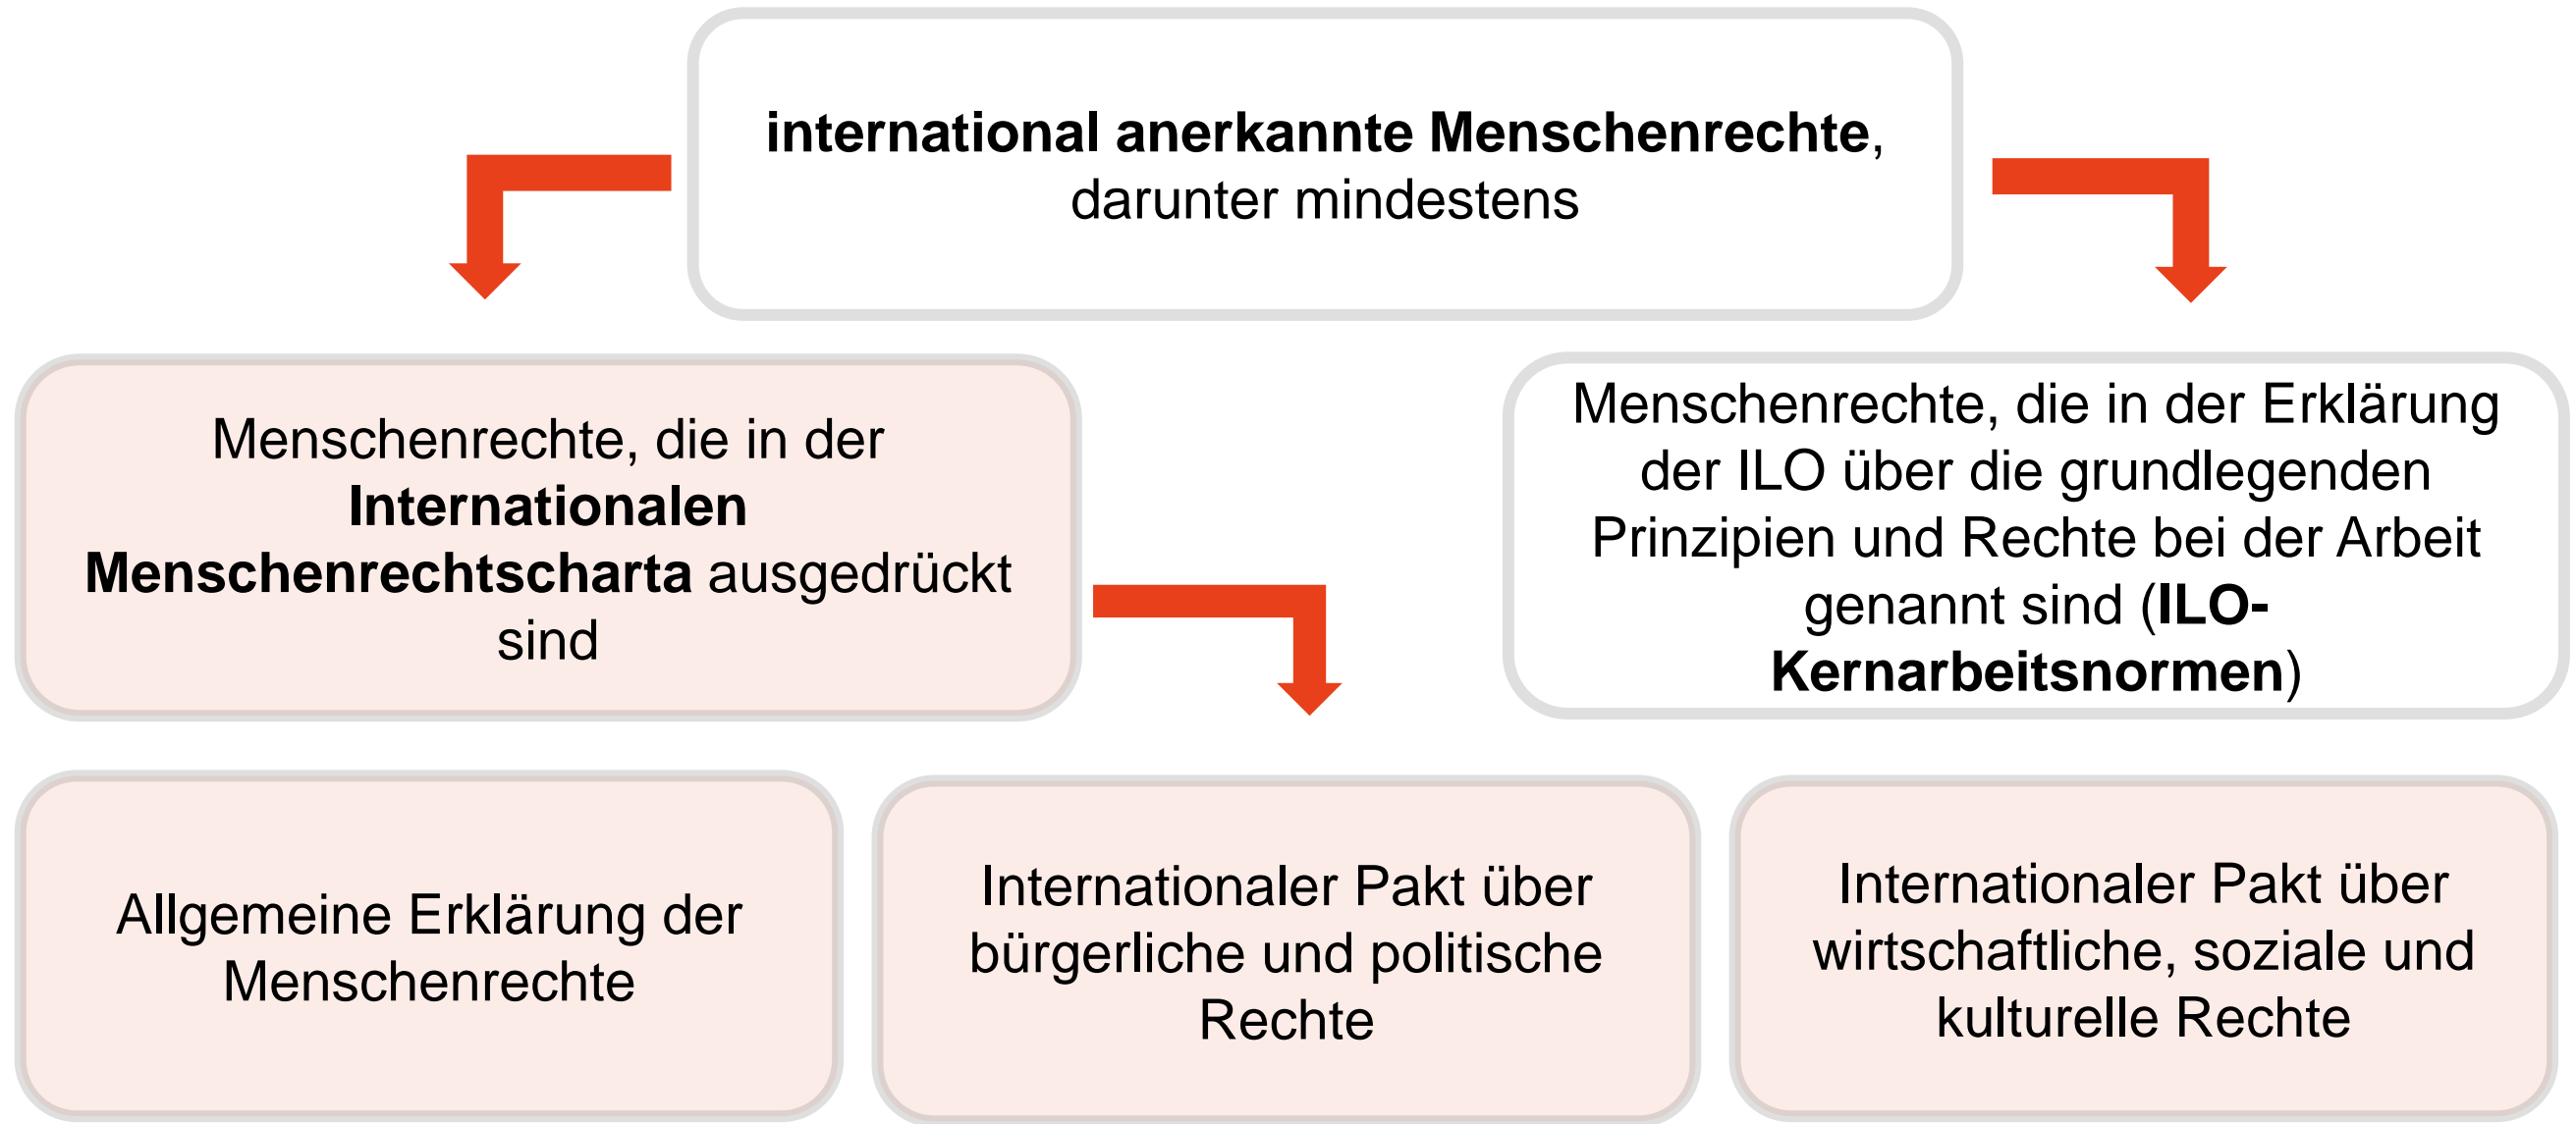 international anerkannte Menschenrechte,
darunter mindestens
Menschenrechte, die in der
Internationalen
Menschenrechtscharta ausgedrückt
sind
Menschenrechte, die in der Erklärung
der ILO über die grundlegenden
Prinzipien und Rechte bei der Arbeit
genannt sind (ILO-
Kernarbeitsnormen)
Allgemeine Erklärung der
Menschenrechte
Internationaler Pakt über
bürgerliche und politische
Rechte
Internationaler Pakt über
wirtschaftliche, soziale und
kulturelle Rechte